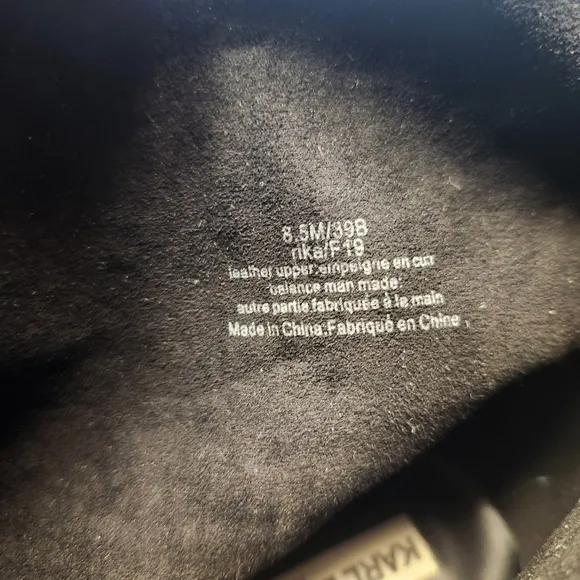 8.5M/39B
rika/F19
leather upper:empeigne en cuir
balance man made:
autre partie fabriquée à la main
Made in China:Fabriqué en Chine
KARL